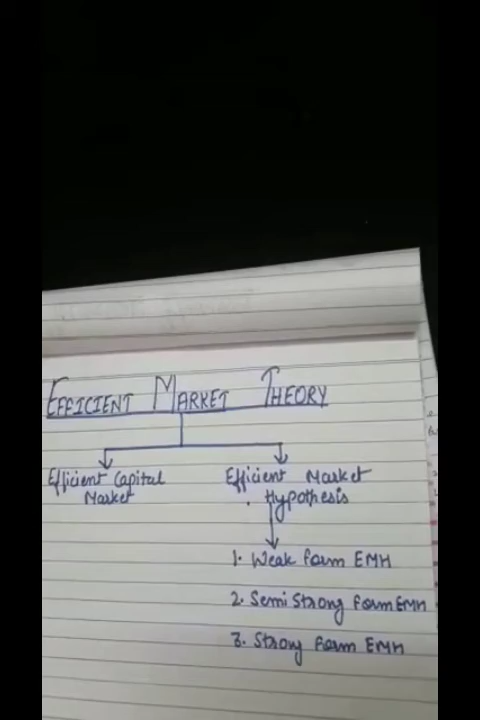 EFFICIENT MARKET THEORY
Efficient Capital
Market
Efficient Market
Hypothesis
1. Weak form EMH
2. Semi Strong form EMH
3. Strong form EMH